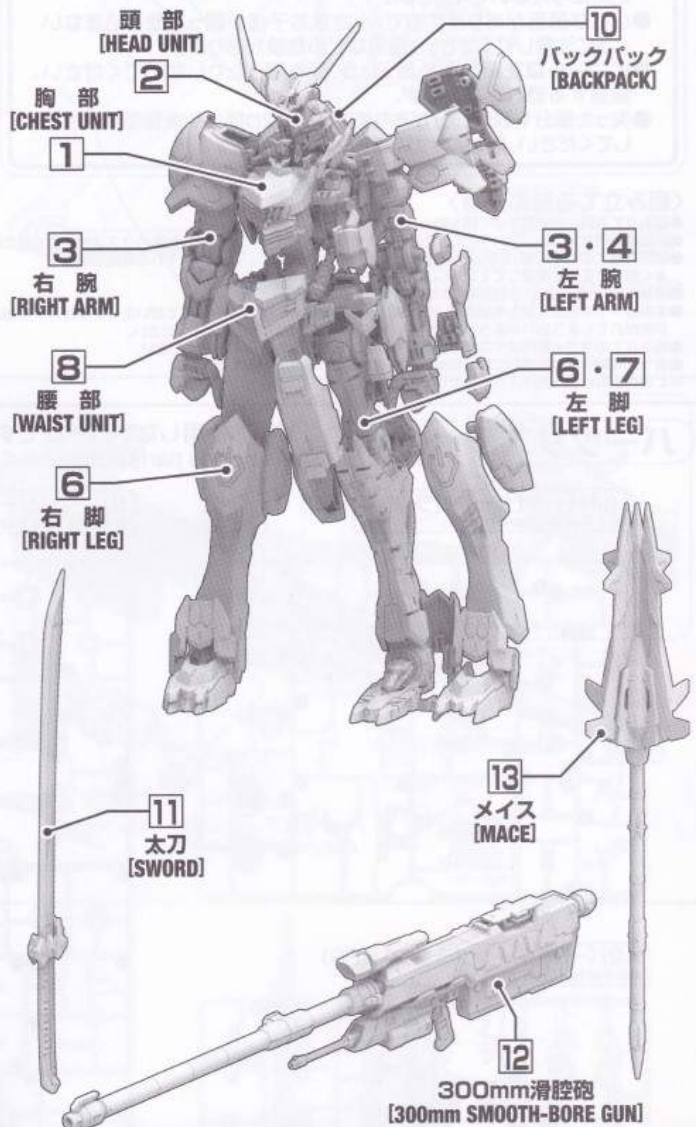 頭 部
[HEAD UNIT]
2
10
バックパック
[BACKPACK]
胸 部
[CHEST UNIT]
1
3
右 腕
[RIGHT ARM]
3・4
左 腕
[LEFT ARM]
8
腰 部
[WAIST UNIT]
6・7
左 脚
[LEFT LEG]
6
右 脚
[RIGHT LEG]
11
太刀
[SWORD]
13
メイス
[MACE]
12
300mm滑腔砲
[300mm SMOOTH-BORE GUN]